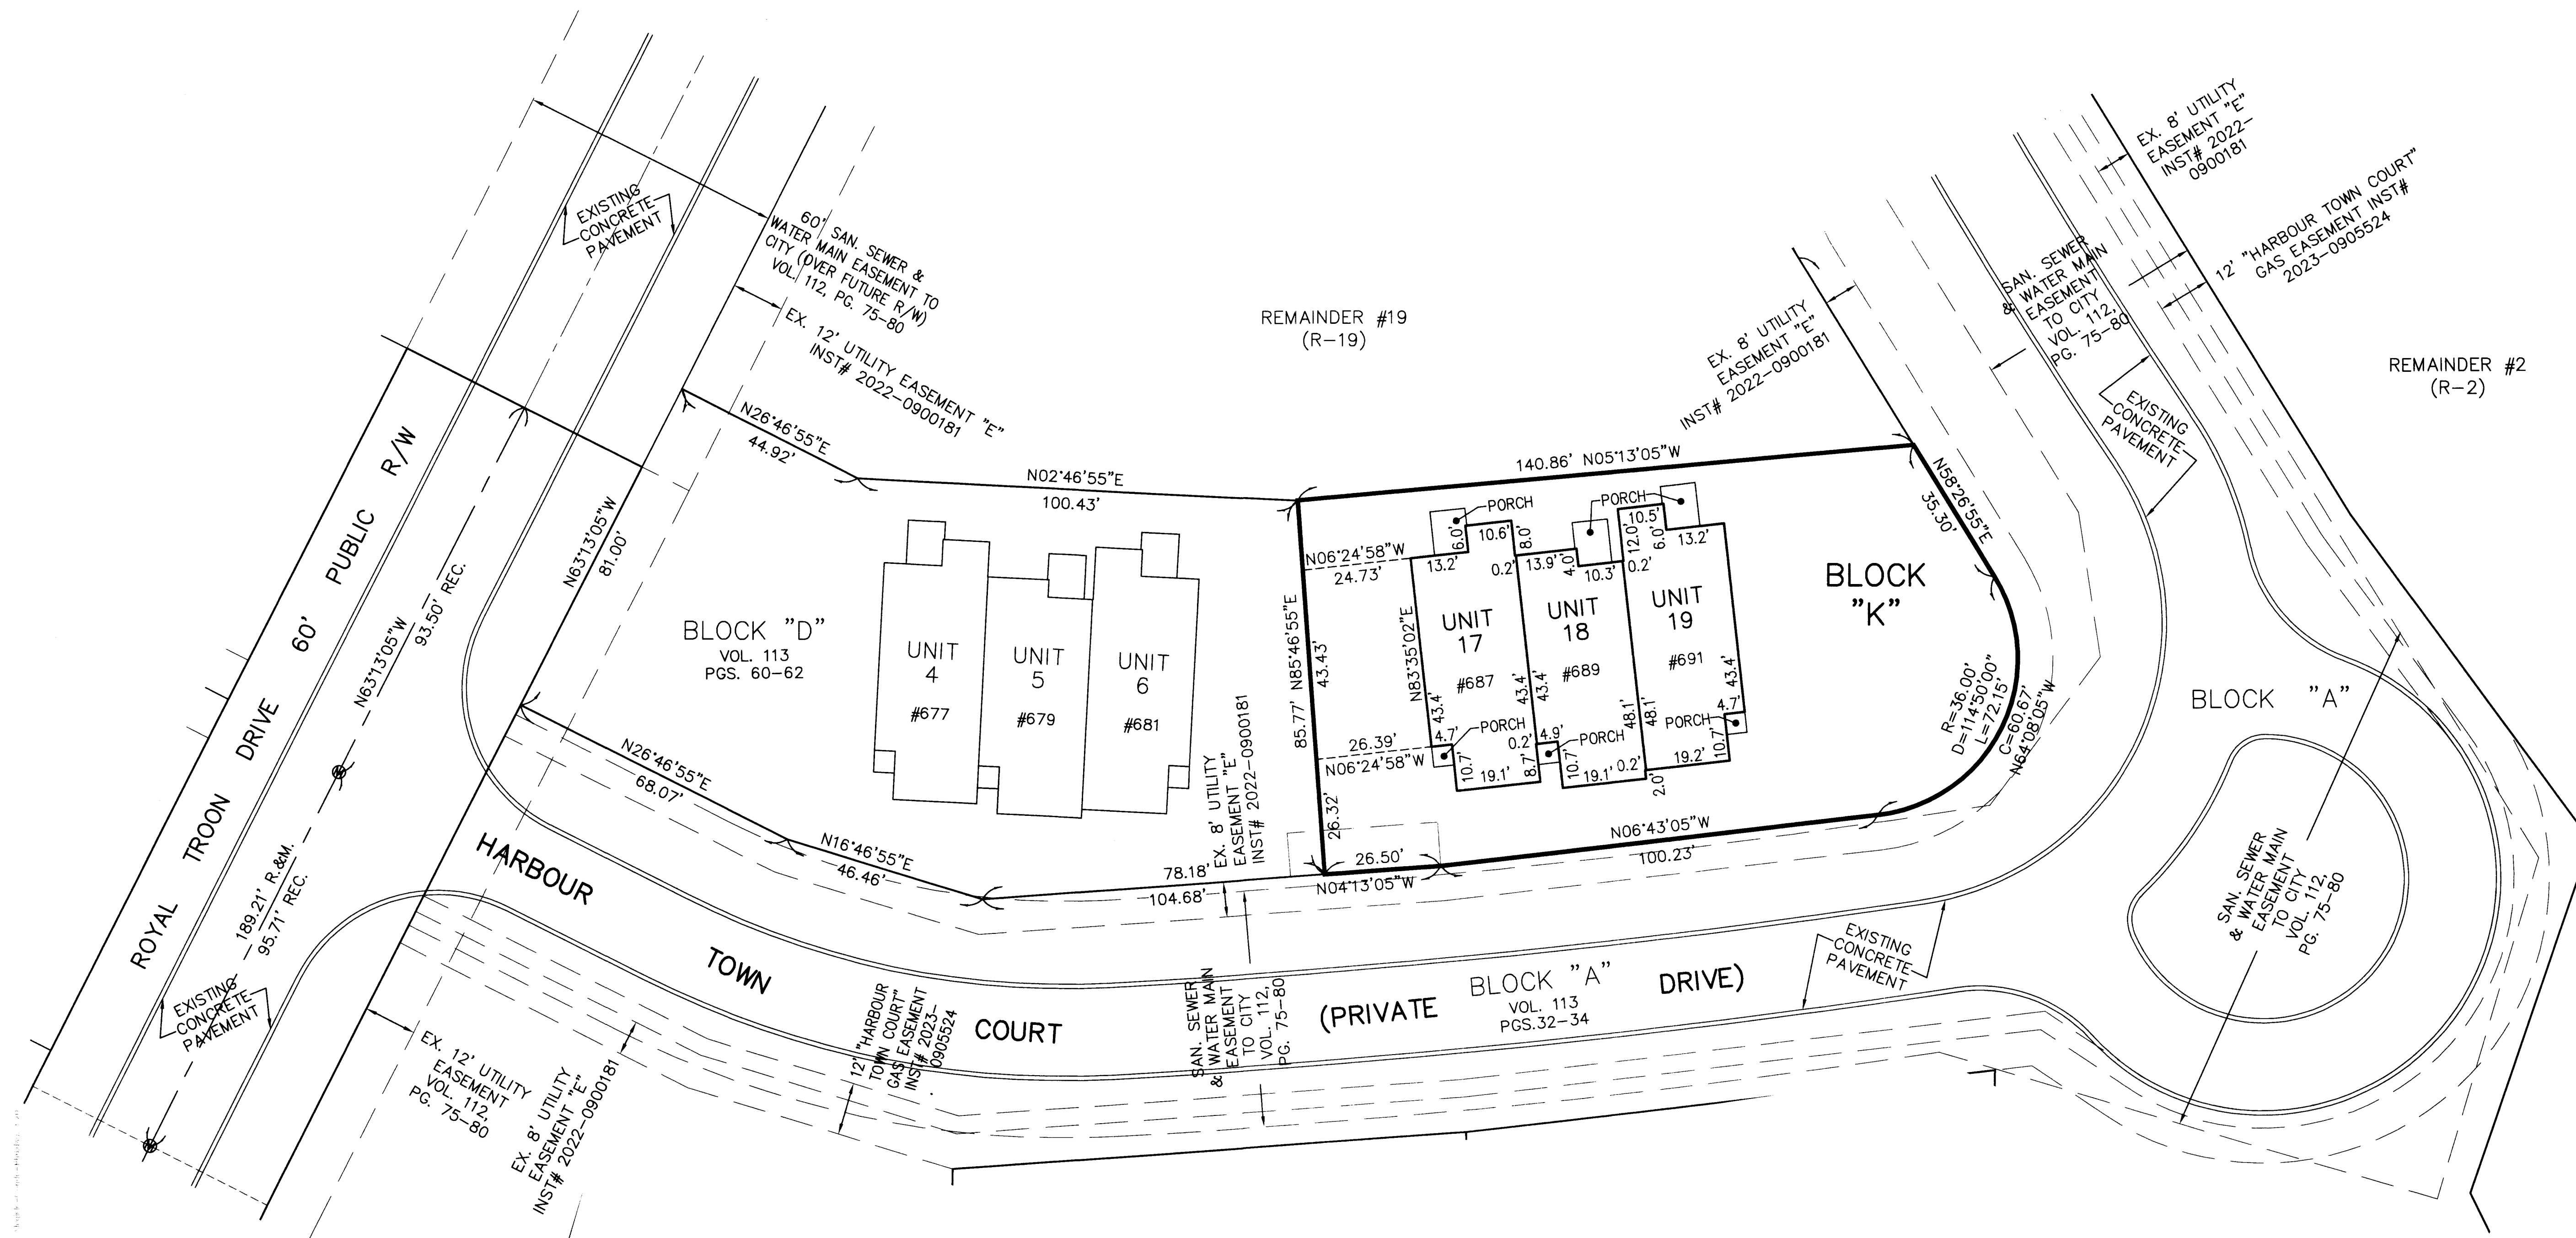 EXISTING
CONCRETE
PAVEMENT
60' SAN. SEWER &
WATER MAIN EASEMENT TO
CITY (OVER FUTURE R/W)
VOL. 112, PG. 75-80
EX. 12' UTILITY EASEMENT "E"
INST# 2022-0900181
REMAINDER #19
(R-19)
EX. 8' UTILITY
EASEMENT "E"
INST# 2022-0900181
SAN. SEWER
& WATER MAIN
EASEMENT
TO CITY
VOL. 112,
PG. 75-80
EX. 8' UTILITY
EASEMENT "E"
INST# 2022-
0900181
12' "HARBOUR TOWN COURT"
GAS EASEMENT INST#
2023-0905524
REMAINDER #2
(R-2)
EXISTING
CONCRETE
PAVEMENT
ROYAL TROON DRIVE 60' PUBLIC R/W
N63°13'05"W
93.50' REC.
189.21' R.&M.
95.71' REC.
N63°13'05"W
81.00'
N26°46'55"E
44.92'
N02°46'55"E
100.43'
140.86' N05°13'05"W
N58°26'55"E
35.30'
BLOCK "D"
VOL. 113
PGS. 60-62
UNIT
4
#677
UNIT
5
#679
UNIT
6
#681
85.77' N85°46'55"E
43.43'
26.32'
N06°24'58"W
24.73'
26.39'
N06°24'58"W
N83°35'02"E
PORCH
6.0'
10.6'
8.0'
13.2'
0.2'
UNIT
17
#687
43.4'
43.4'
4.7'
PORCH
10.7'
19.1'
0.2'
8.7'
PORCH
13.9'
4.0'
10.3'
UNIT
18
#689
43.4'
48.1'
4.9'
PORCH
10.7'
19.1'
0.2'
10.5'
12.0'
6.0'
13.2'
0.2'
UNIT
19
#691
48.1'
43.4'
4.7'
PORCH
10.7'
19.2'
2.0'
BLOCK
"K"
R=36.00'
D=114°50'00"
L=72.15'
C=60.67'
N64°08'05"W
N26°46'55"E
68.07'
N16°46'55"E
46.46'
78.18'
104.68'
EX. 8' UTILITY
EASEMENT "E"
INST# 2022-0900181
26.50'
N04°13'05"W
N06°43'05"W
100.23'
BLOCK "A"
SAN. SEWER
& WATER MAIN
EASEMENT
TO CITY
VOL. 112,
PG. 75-80
HARBOUR TOWN COURT (PRIVATE DRIVE)
BLOCK "A"
VOL. 113
PGS.32-34
EXISTING
CONCRETE
PAVEMENT
EXISTING
CONCRETE
PAVEMENT
EX. 12' UTILITY
EASEMENT
VOL. 112,
PG. 75-80
EX. 8' UTILITY
EASEMENT "E"
INST# 2022-0900181
12' "HARBOUR
TOWN COURT"
GAS EASEMENT
INST# 2023-
0905524
SAN. SEWER
& WATER MAIN
EASEMENT
TO CITY
VOL. 112,
PG. 75-80